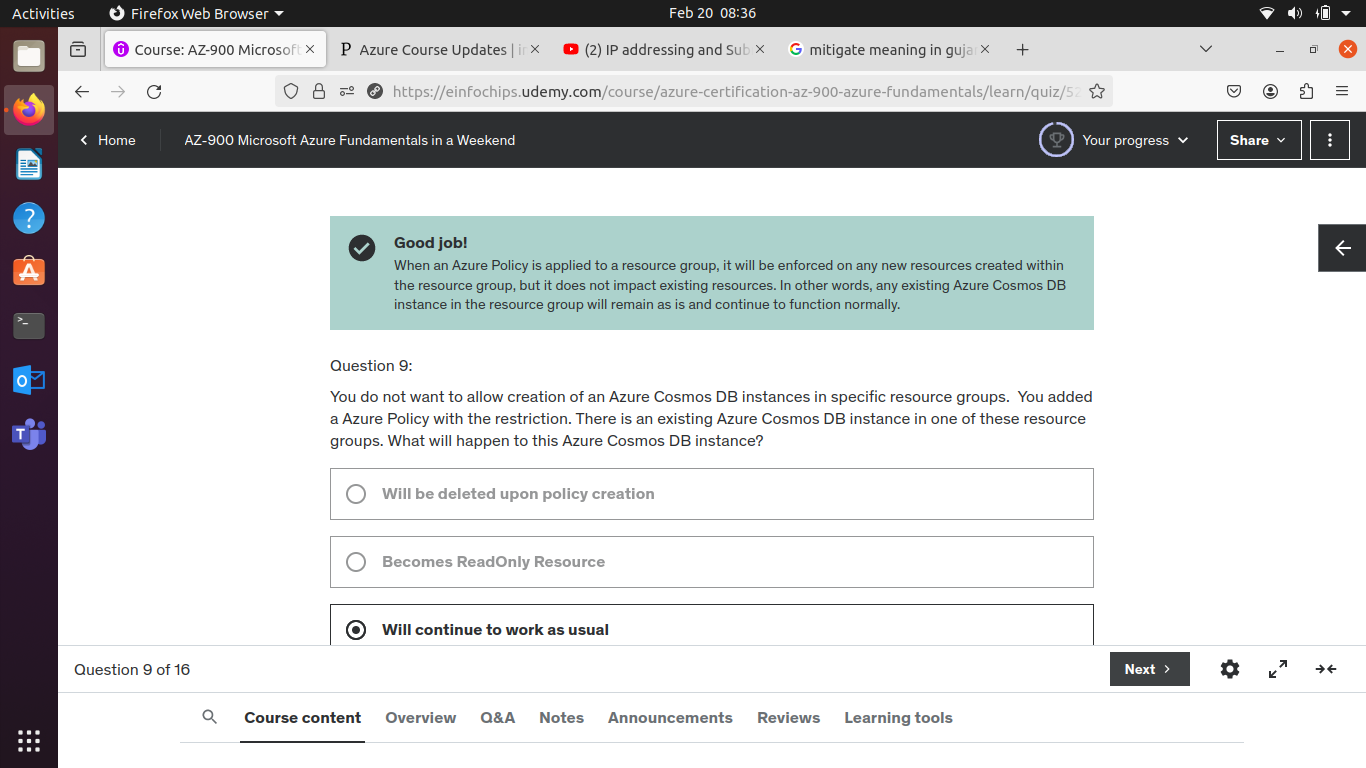 Activities
Firefox Web Browser
Feb 20 08:36
Course: AZ-900 Microsoft
Azure Course Updates | in
(2) IP addressing and Sub
mitigate meaning in gujar
https://einfochips.udemy.com/course/azure-certification-az-900-azure-fundamentals/learn/quiz/52
Home
AZ-900 Microsoft Azure Fundamentals in a Weekend
Your progress
Share
Good job!
When an Azure Policy is applied to a resource group, it will be enforced on any new resources created within
the resource group, but it does not impact existing resources. In other words, any existing Azure Cosmos DB
instance in the resource group will remain as is and continue to function normally.
Question 9:
You do not want to allow creation of an Azure Cosmos DB instances in specific resource groups. You added
a Azure Policy with the restriction. There is an existing Azure Cosmos DB instance in one of these resource
groups. What will happen to this Azure Cosmos DB instance?
Will be deleted upon policy creation
Becomes ReadOnly Resource
Will continue to work as usual
Question 9 of 16
Next
Course content
Overview
Q&A
Notes
Announcements
Reviews
Learning tools